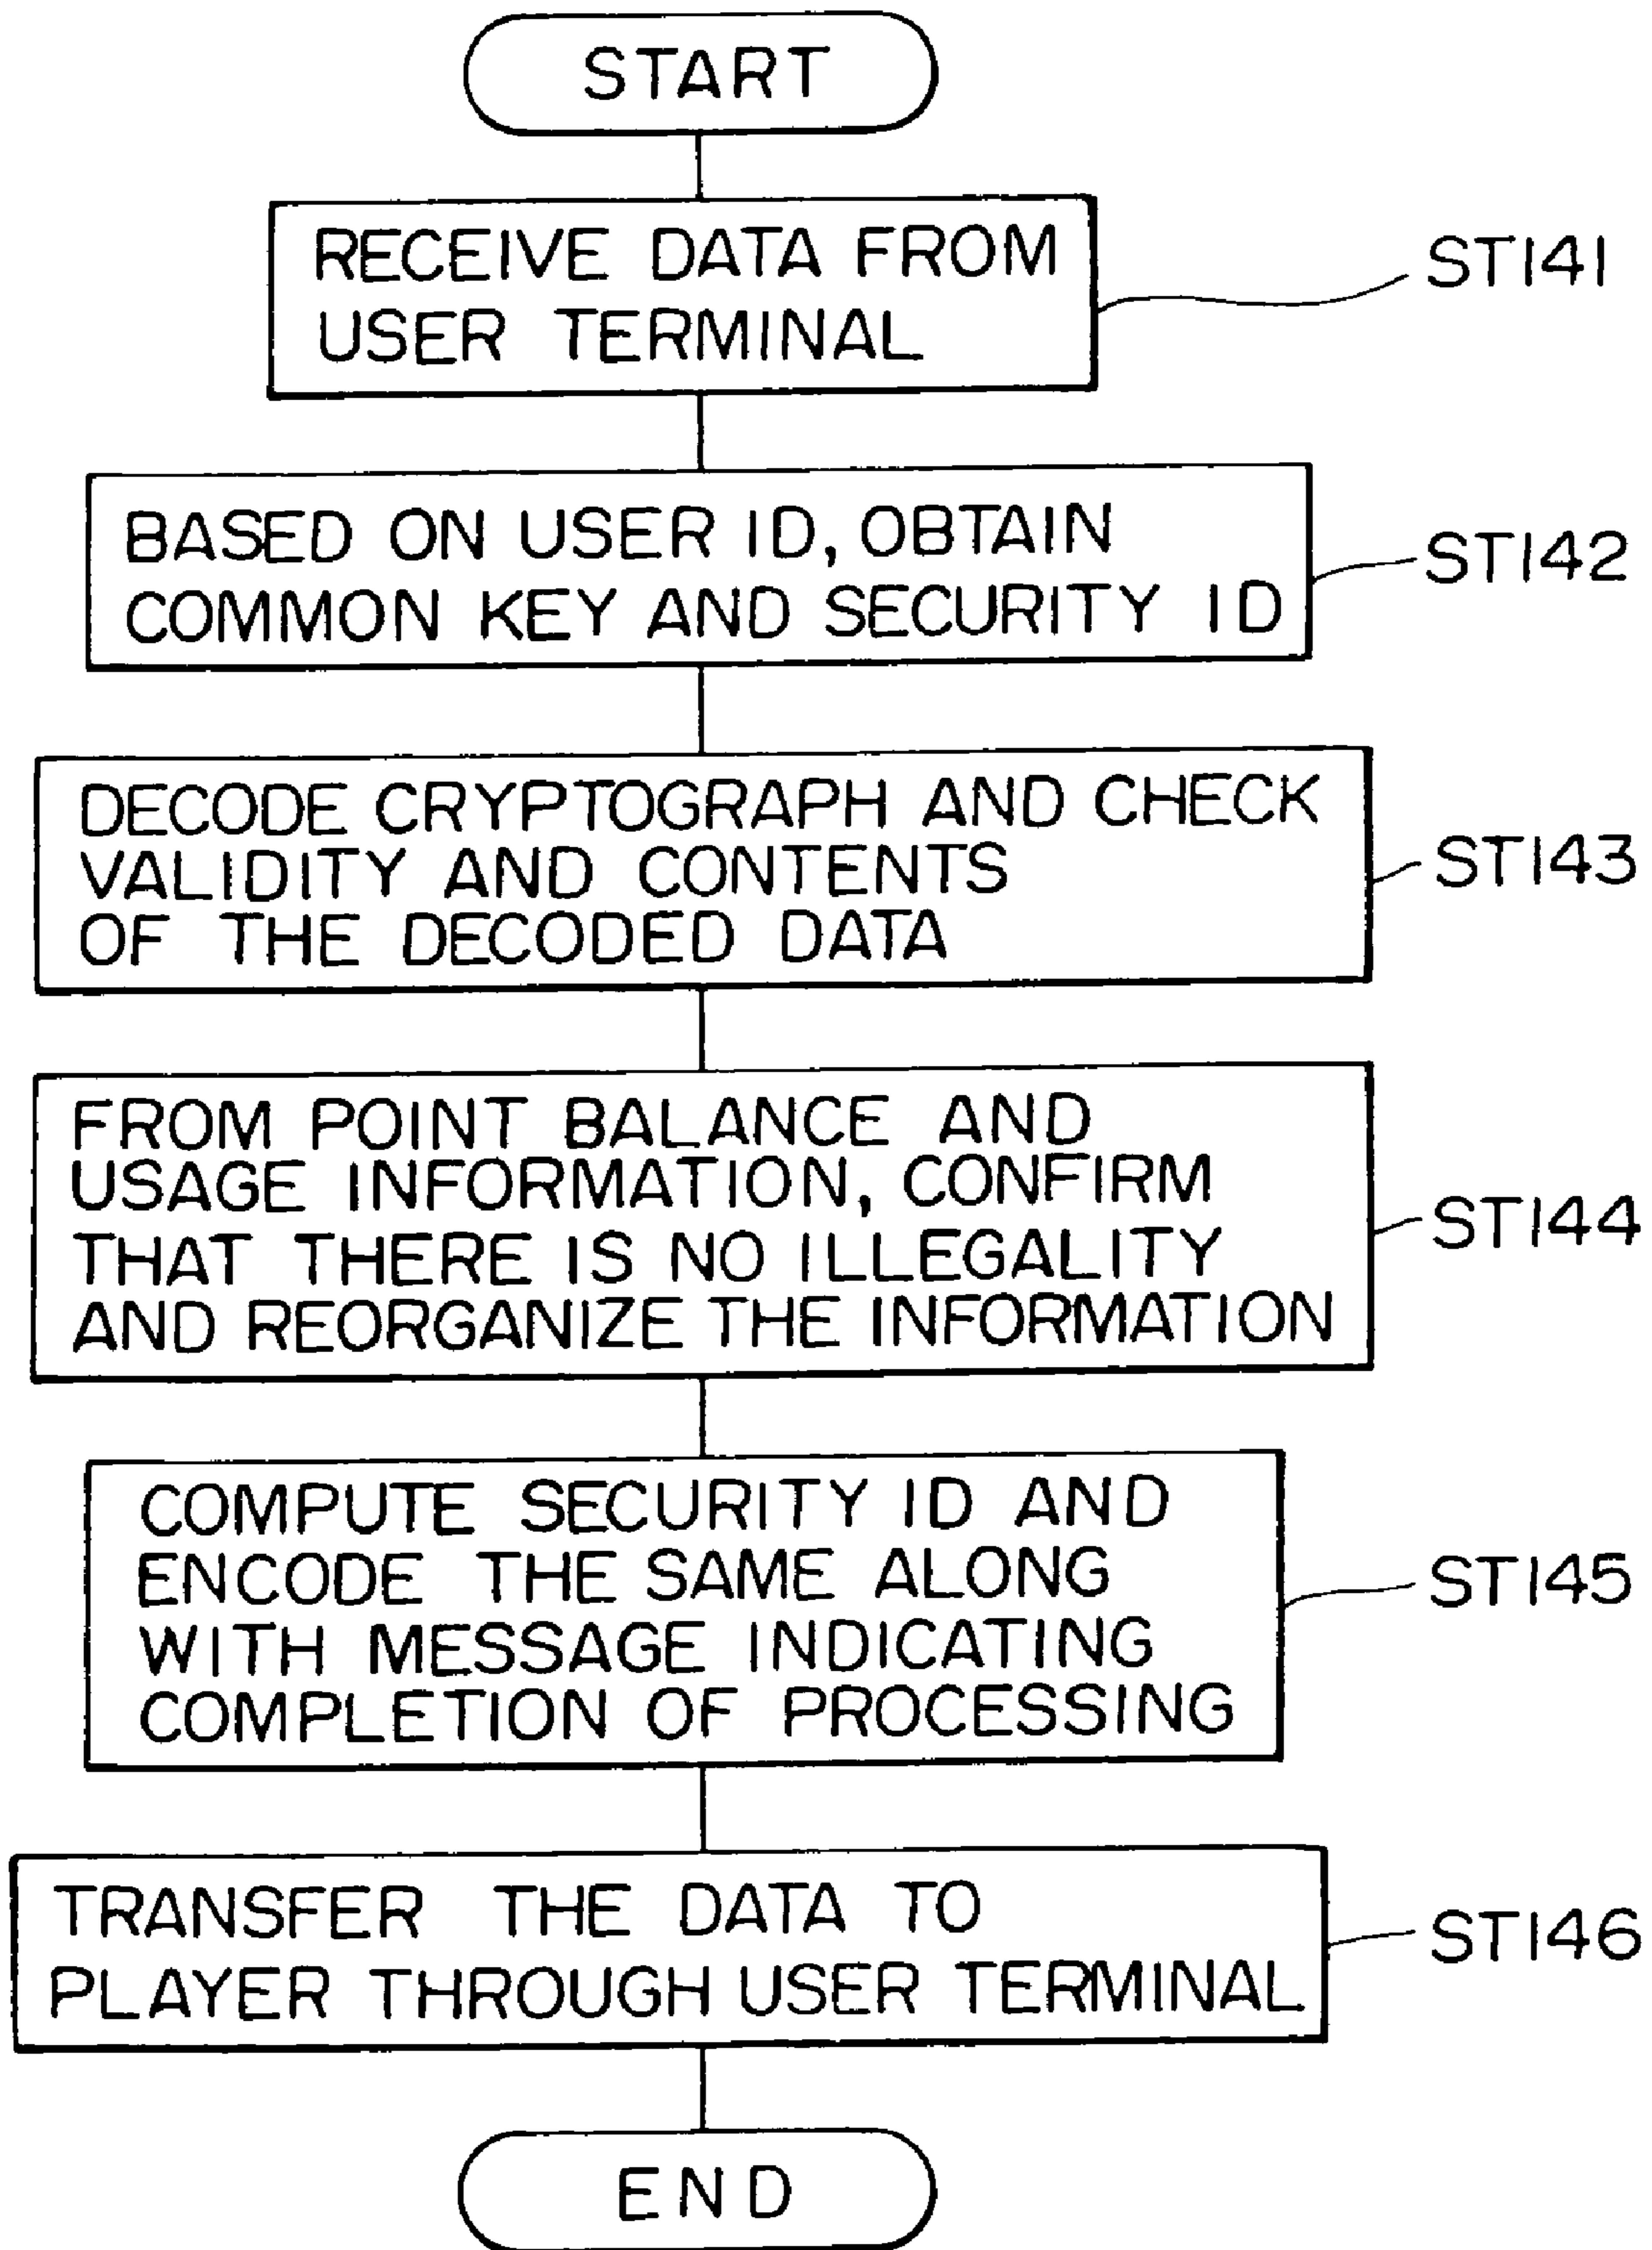 START
RECEIVE DATA FROM
USER TERMINAL
ST141
BASED ON USER ID, OBTAIN
COMMON KEY AND SECURITY ID
ST142
DECODE CRYPTOGRAPH AND CHECK
VALIDITY AND CONTENTS
OF THE DECODED DATA
ST143
FROM POINT BALANCE AND
USAGE INFORMATION, CONFIRM
THAT THERE IS NO ILLEGALITY
AND REORGANIZE THE INFORMATION
ST144
COMPUTE SECURITY ID AND
ENCODE THE SAME ALONG
WITH MESSAGE INDICATING
COMPLETION OF PROCESSING
ST145
TRANSFER THE DATA TO
PLAYER THROUGH USER TERMINAL
ST146
END